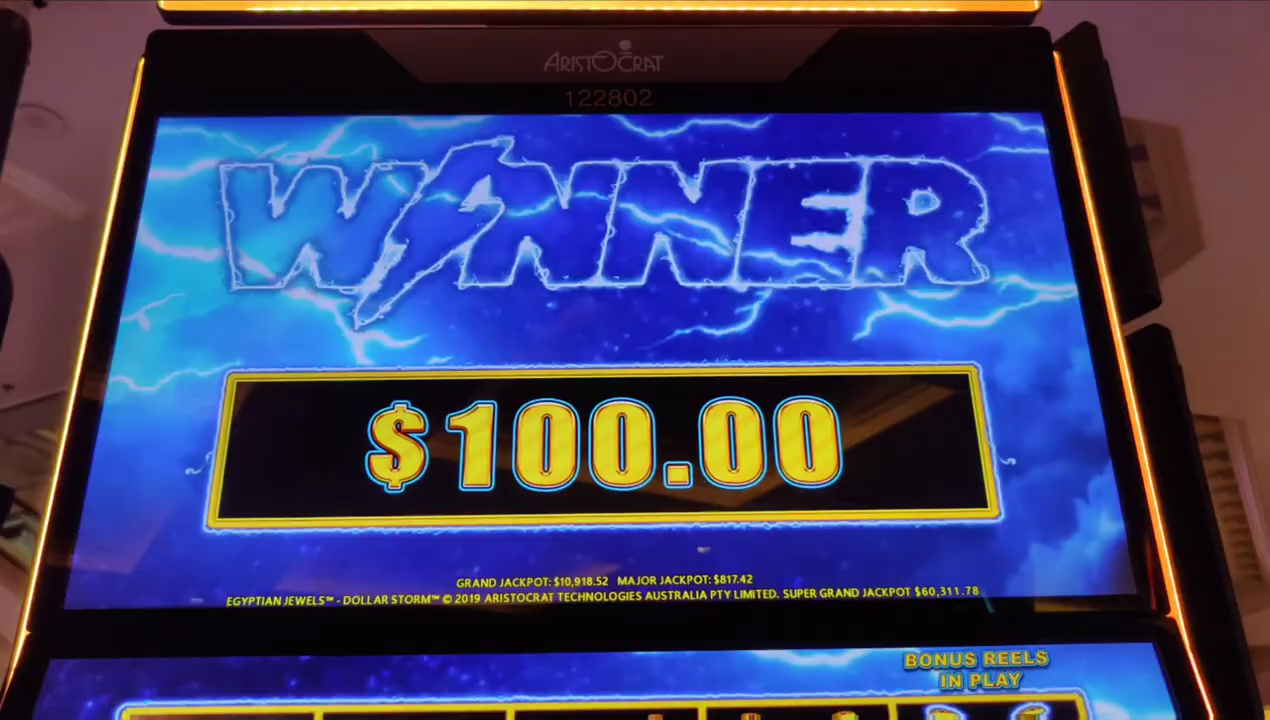 ARISTOCRAT
122802
WINNER
$100.00
GRAND JACKPOT: $10,918.52 MAJOR JACKPOT: $817.42
EGYPTIAN JEWELS™ - DOLLAR STORM™ © 2019 ARISTOCRAT TECHNOLOGIES AUSTRALIA PTY LIMITED. SUPER GRAND JACKPOT $60,311.78
BONUS REELS
IN PLAY